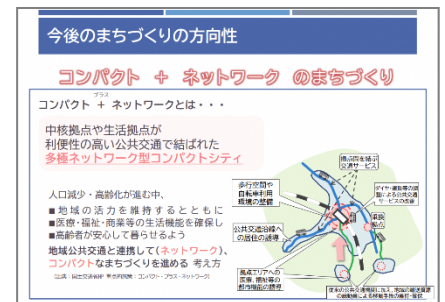 今後のまちづくりの方向性
コンパクト + ネットワーク のまちづくり
プラス
コンパクト + ネットワークとは・・・
中核拠点や生活拠点が
利便性の高い公共交通で結ばれた
多極ネットワーク型コンパクトシティ
人口減少・高齢化が進む中、
■地域の活力を維持するとともに
■医療・福祉・商業等の生活機能を確保し
■高齢者が安心して暮らせるよう
地域公共交通と連携して(ネットワーク)、
コンパクトなまちづくりを進める 考え方
拠点間を結ぶ
交通サービス
歩行空間や
自転車利用
環境の整備
公共交通沿線
への居住の誘導
拠点エリアへの
医療、福祉等の
都市機能の誘導